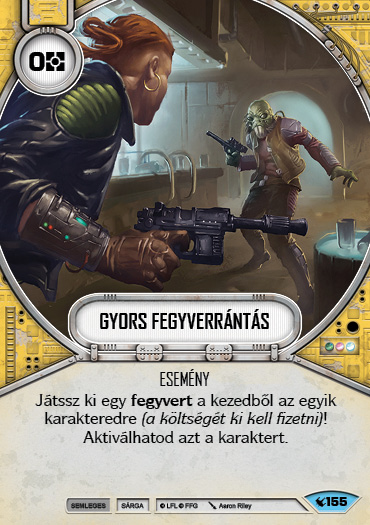 0
GYORS FEGYVERRÁNTÁS
ESEMÉNY
Játssz ki egy fegyvert a kezedből az egyik
karakteredre (a költségét ki kell fizetni)!
Aktiválhatod azt a karaktert.
SEMLEGES SÁRGA © LFL © FFG Aaron Riley 155